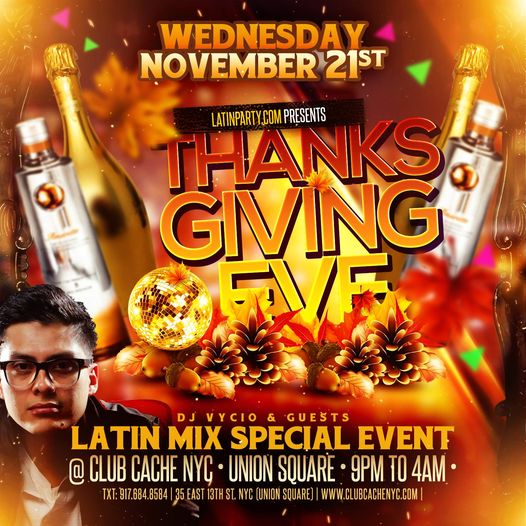 WEDNESDAY
NOVEMBER 21ST
LATINPARTY.COM PRESENTS
THANKS
GIVING
EVE
DJ VYCIO & GUESTS
LATIN MIX SPECIAL EVENT
@ CLUB CACHE NYC • UNION SQUARE • 9PM TO 4AM •
TXT: 917.684.8584 | 35 EAST 13TH ST. NYC (UNION SQUARE) | WWW.CLUBCACHENYC.COM |